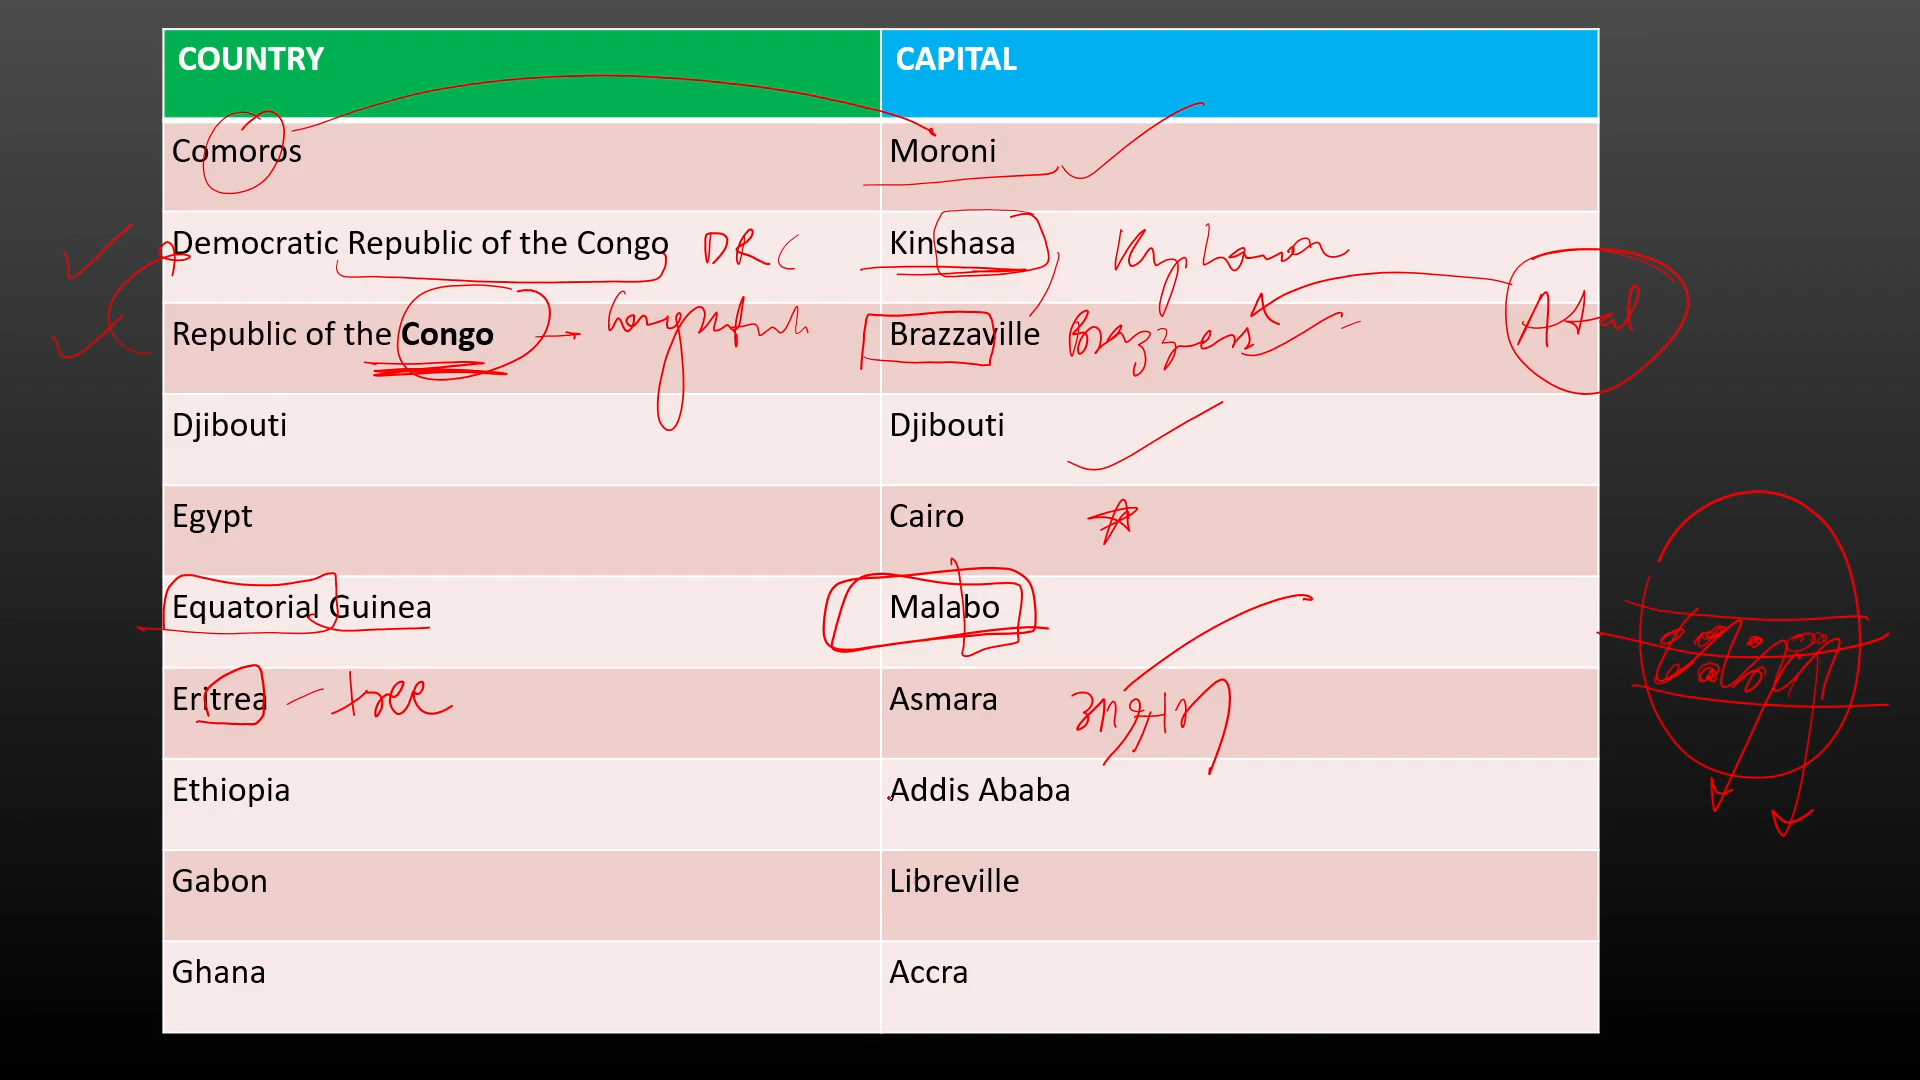 COUNTRY CAPITAL
Comoros Moroni
Democratic Republic of the Congo DRC Kinshasa
Republic of the Congo Brazzaville
Djibouti Djibouti
Egypt Cairo
Equatorial Guinea Malabo
Eritrea - tree Asmara
Ethiopia Addis Ababa
Gabon Libreville
Ghana Accra